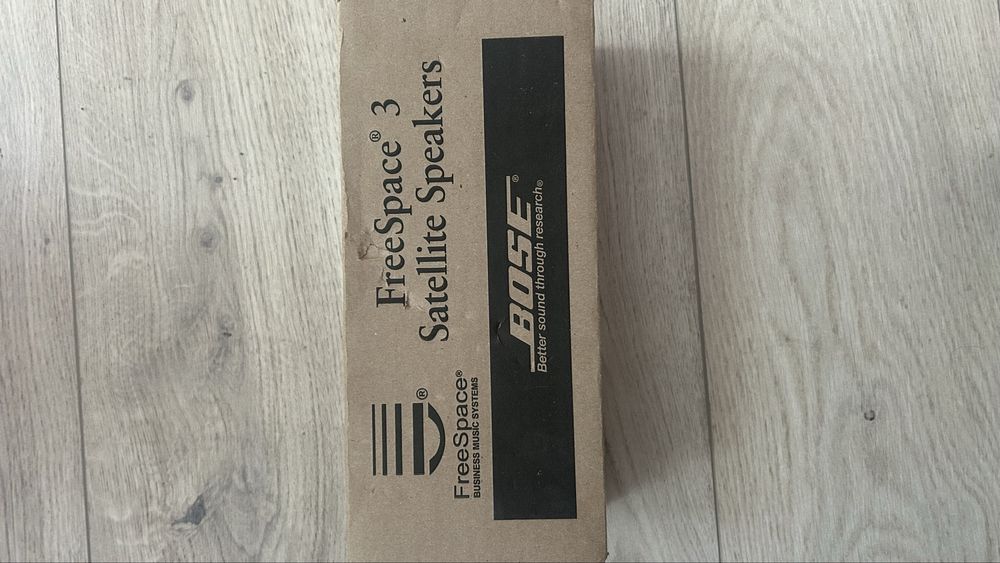 FreeSpace® 3
Satellite Speakers
®
FreeSpace®
BUSINESS MUSIC SYSTEMS
BOSE®
Better sound through research®